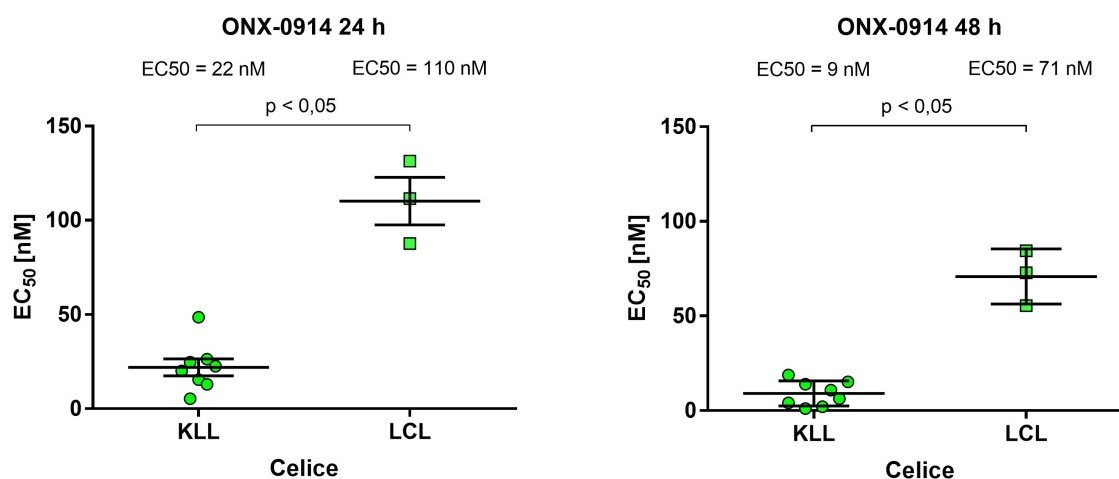 ONX-0914 24 h
EC50 = 22 nM
EC50 = 110 nM
p < 0,05
150
100
50
0
EC50 [nM]
KLL
LCL
Celice
ONX-0914 48 h
EC50 = 9 nM
EC50 = 71 nM
p < 0,05
150
100
50
0
EC50 [nM]
KLL
LCL
Celice